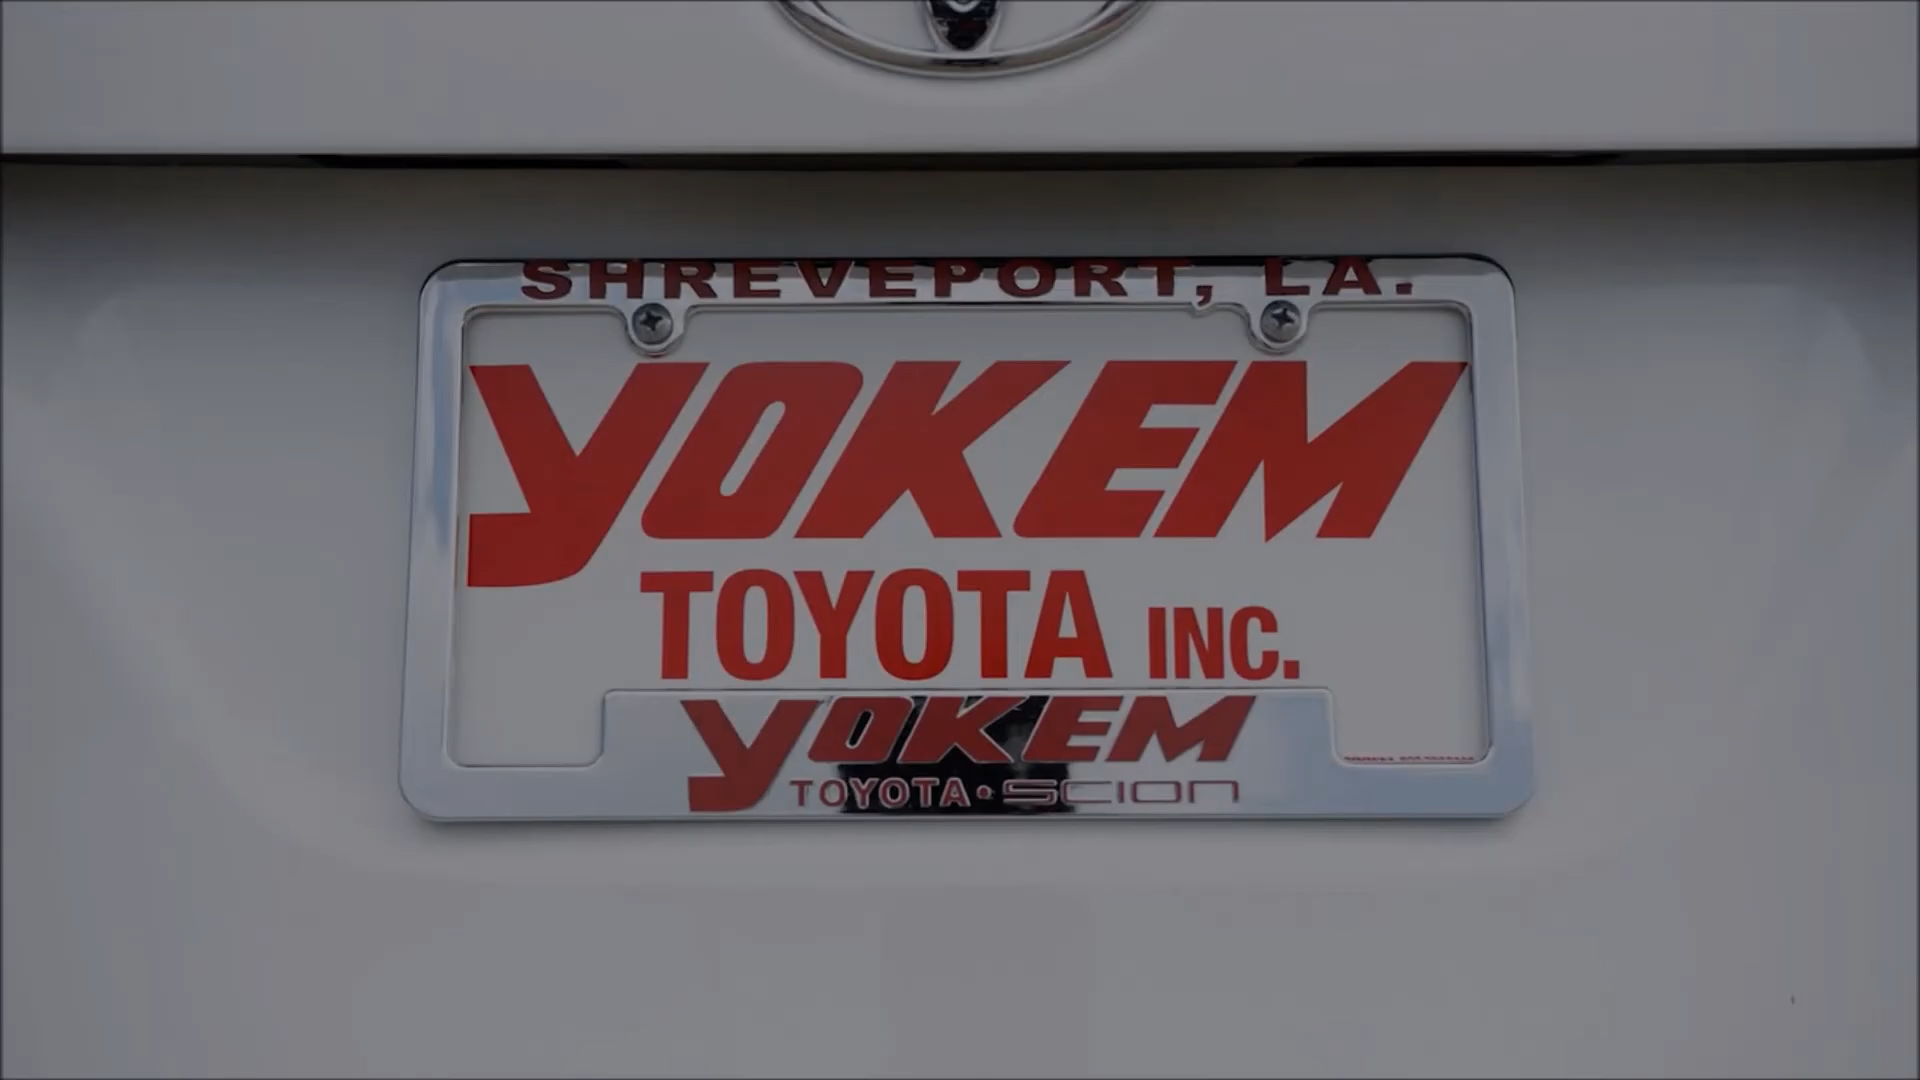 SHREVEPORT, LA.
YOKEM
TOYOTA INC.
YOKEM
TOYOTA • SCION